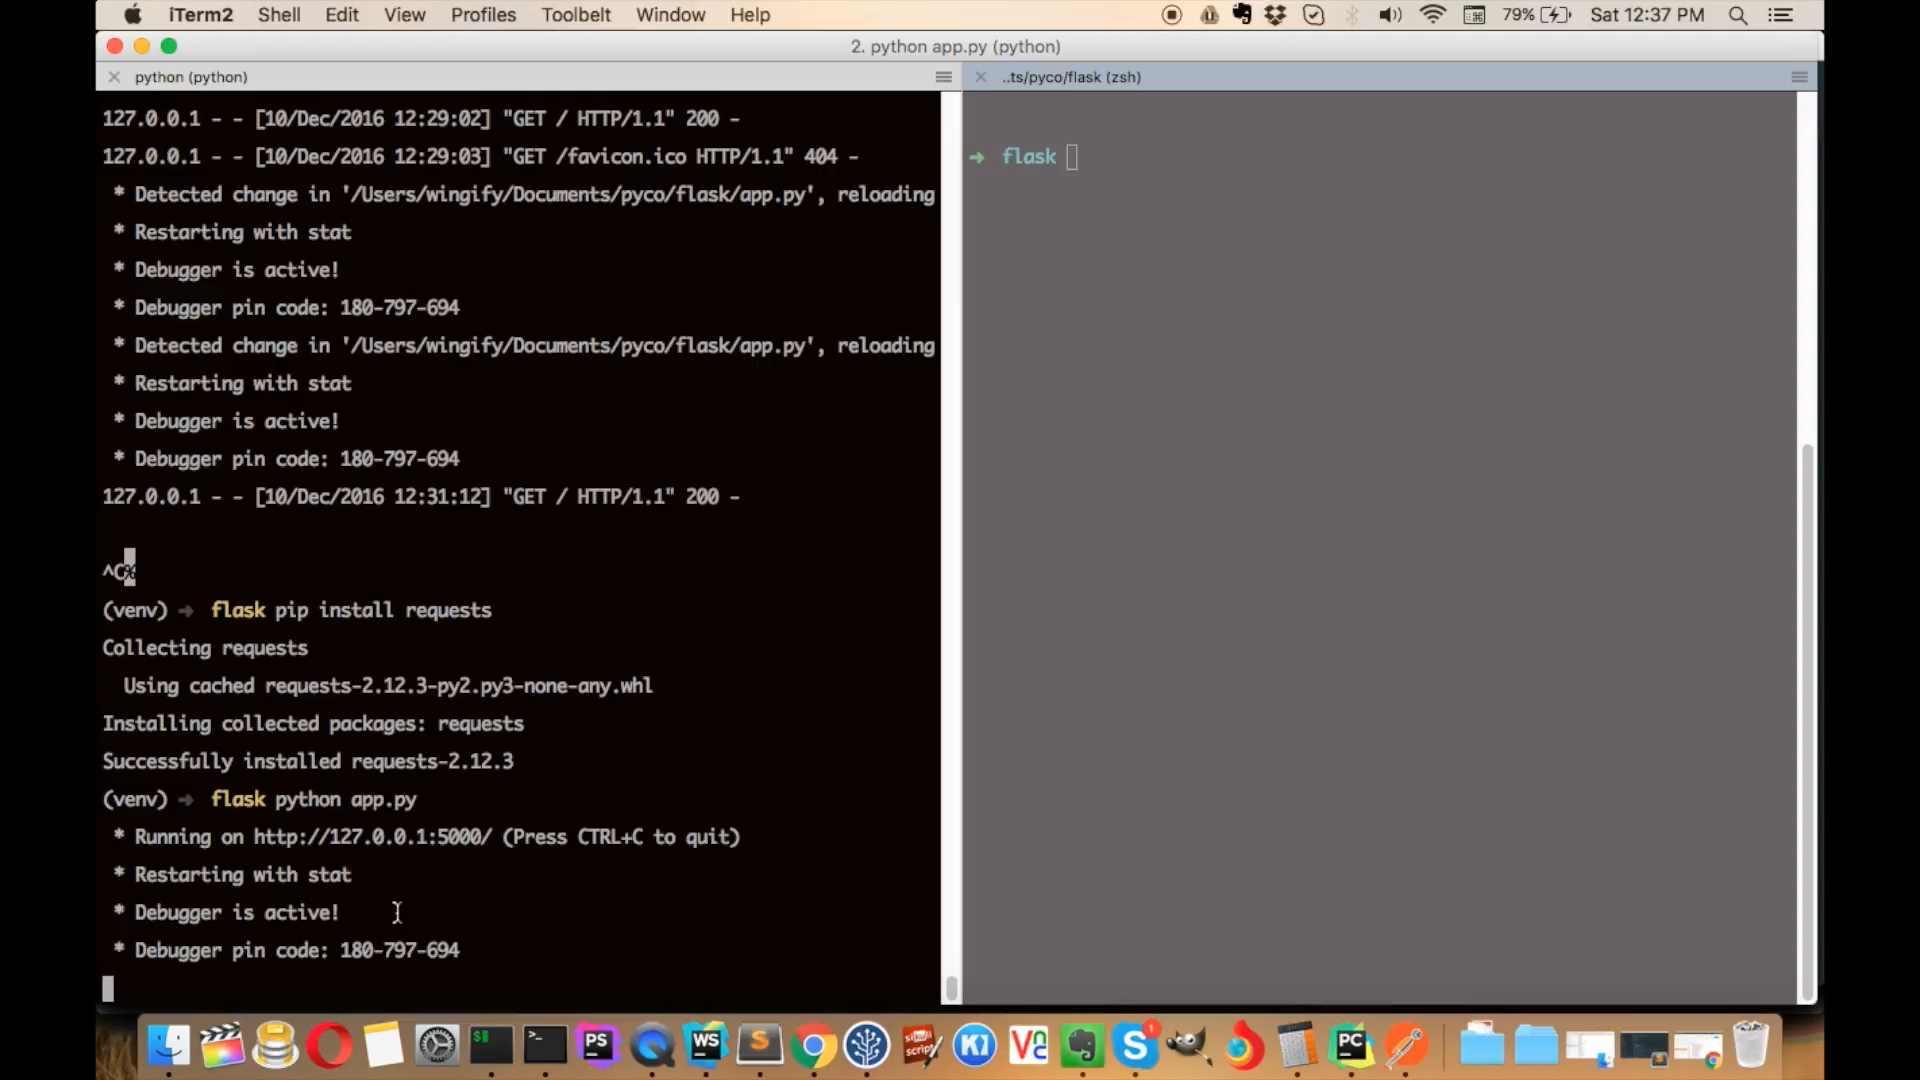 iTerm2 Shell Edit View Profiles Toolbelt Window Help 79% Sat 12:37 PM
2. python app.py (python)
python (python)
..ts/pyco/flask (zsh)
127.0.0.1 - - [10/Dec/2016 12:29:02] "GET / HTTP/1.1" 200 -
127.0.0.1 - - [10/Dec/2016 12:29:03] "GET /favicon.ico HTTP/1.1" 404 -
* Detected change in '/Users/wingify/Documents/pyco/flask/app.py', reloading
* Restarting with stat
* Debugger is active!
* Debugger pin code: 180-797-694
* Detected change in '/Users/wingify/Documents/pyco/flask/app.py', reloading
* Restarting with stat
* Debugger is active!
* Debugger pin code: 180-797-694
127.0.0.1 - - [10/Dec/2016 12:31:12] "GET / HTTP/1.1" 200 -
^C%
(venv) ➜ flask pip install requests
Collecting requests
Using cached requests-2.12.3-py2.py3-none-any.whl
Installing collected packages: requests
Successfully installed requests-2.12.3
(venv) ➜ flask python app.py
* Running on http://127.0.0.1:5000/ (Press CTRL+C to quit)
* Restarting with stat
* Debugger is active!
* Debugger pin code: 180-797-694
➜ flask
$
>_
PS
WS
S
script
K
S
1
PC